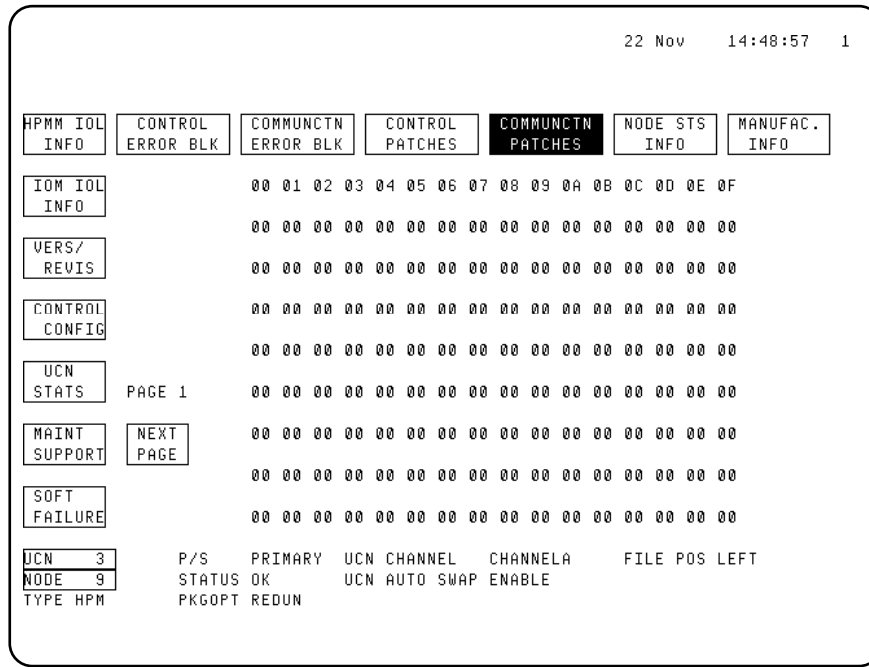 22 Nov 14:48:57 1
HPMM IOL CONTROL COMMUNCTN CONTROL COMMUNCTN NODE STS MANUFAC.
INFO ERROR BLK ERROR BLK PATCHES PATCHES INFO INFO
IOM IOL 00 01 02 03 04 05 06 07 08 09 0A 0B 0C 0D 0E 0F
INFO
00 00 00 00 00 00 00 00 00 00 00 00 00 00 00 00
VERS/
REVIS 00 00 00 00 00 00 00 00 00 00 00 00 00 00 00 00
CONTROL 00 00 00 00 00 00 00 00 00 00 00 00 00 00 00 00
CONFIG
00 00 00 00 00 00 00 00 00 00 00 00 00 00 00 00
UCN
STATS PAGE 1 00 00 00 00 00 00 00 00 00 00 00 00 00 00 00 00
MAINT NEXT 00 00 00 00 00 00 00 00 00 00 00 00 00 00 00 00
SUPPORT PAGE
00 00 00 00 00 00 00 00 00 00 00 00 00 00 00 00
SOFT
FAILURE 00 00 00 00 00 00 00 00 00 00 00 00 00 00 00 00
UCN 3 P/S PRIMARY UCN CHANNEL CHANNELA FILE POS LEFT
NODE 9 STATUS OK UCN AUTO SWAP ENABLE
TYPE HPM PKGOPT REDUN